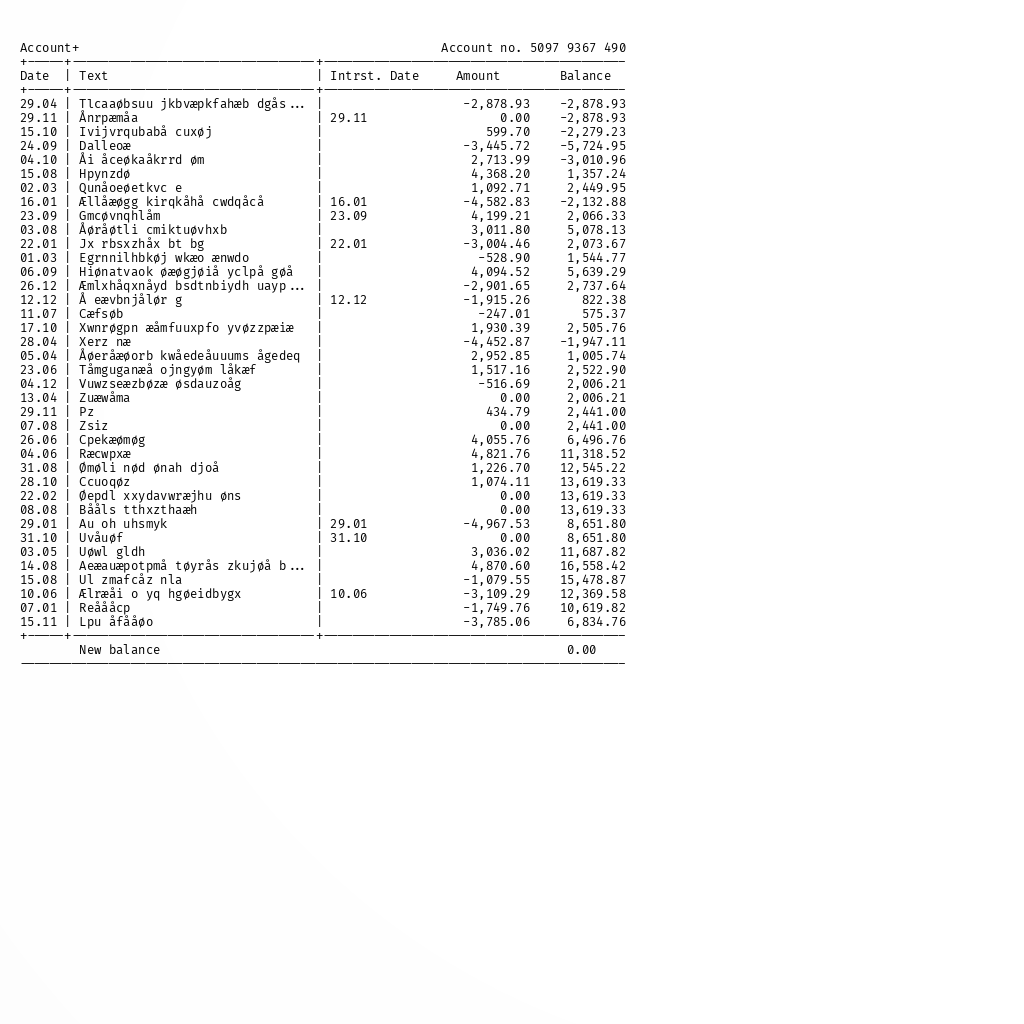 Account+ Account no. 5097 9367 490
Date | Text | Intrst. Date Amount Balance
29.04 | Tlcaaøbsuu jkbvæpkfahæb dgås... | -2,878.93 -2,878.93
29.11 | Ånrpæmåa | 29.11 0.00 -2,878.93
15.10 | Ivijvrqubabå cuxøj | 599.70 -2,279.23
24.09 | Dalleoæ | -3,445.72 -5,724.95
04.10 | Åi åceøkaåkrrd øm | 2,713.99 -3,010.96
15.08 | Hpynzdø | 4,368.20 1,357.24
02.03 | Qunåoeøetkvc e | 1,092.71 2,449.95
16.01 | Ællåæøgg kirqkåhå cwdqåcå | 16.01 -4,582.83 -2,132.88
23.09 | Gmcøvnqhlåm | 23.09 4,199.21 2,066.33
03.08 | Åøråøtli cmiktuøvhxb | 3,011.80 5,078.13
22.01 | Jx rbsxzhåx bt bg | 22.01 -3,004.46 2,073.67
01.03 | Egrnnilhbkøj wkæo ænwdo | -528.90 1,544.77
06.09 | Hiønatvaok øæøgjøiå yclpå gøå | 4,094.52 5,639.29
26.12 | Æmlxhåqxnåyd bsdtnbiydh uayp... | -2,901.65 2,737.64
12.12 | Å eævbnjålør g | 12.12 -1,915.26 822.38
11.07 | Cæfsøb | -247.01 575.37
17.10 | Xwnrøgpn æåmfuuxpfo yvøzzpæiæ | 1,930.39 2,505.76
28.04 | Xerz næ | -4,452.87 -1,947.11
05.04 | Åøeråæøorb kwåedeåuuums ågedeq | 2,952.85 1,005.74
23.06 | Tåmguganæå ojngyøm låkæf | 1,517.16 2,522.90
04.12 | Vuwzseæzbøzæ øsdauzoåg | -516.69 2,006.21
13.04 | Zuæwåma | 0.00 2,006.21
29.11 | Pz | 434.79 2,441.00
07.08 | Zsiz | 0.00 2,441.00
26.06 | Cpekæømøg | 4,055.76 6,496.76
04.06 | Ræcwpxæ | 4,821.76 11,318.52
31.08 | Ømøli nød ønah djoå | 1,226.70 12,545.22
28.10 | Ccuoqøz | 1,074.11 13,619.33
22.02 | Øepdl xxydavwræjhu øns | 0.00 13,619.33
08.08 | Bååls tthxzthaæh | 0.00 13,619.33
29.01 | Au oh uhsmyk | 29.01 -4,967.53 8,651.80
31.10 | Uvåuøf | 31.10 0.00 8,651.80
03.05 | Uøwl gldh | 3,036.02 11,687.82
14.08 | Aeæauæpotpmå tøyrås zkujøå b... | 4,870.60 16,558.42
15.08 | Ul zmafcåz nla | -1,079.55 15,478.87
10.06 | Ælræåi o yq hgøeidbygx | 10.06 -3,109.29 12,369.58
07.01 | Reåååcp | -1,749.76 10,619.82
15.11 | Lpu åfååøo | -3,785.06 6,834.76
New balance 0.00